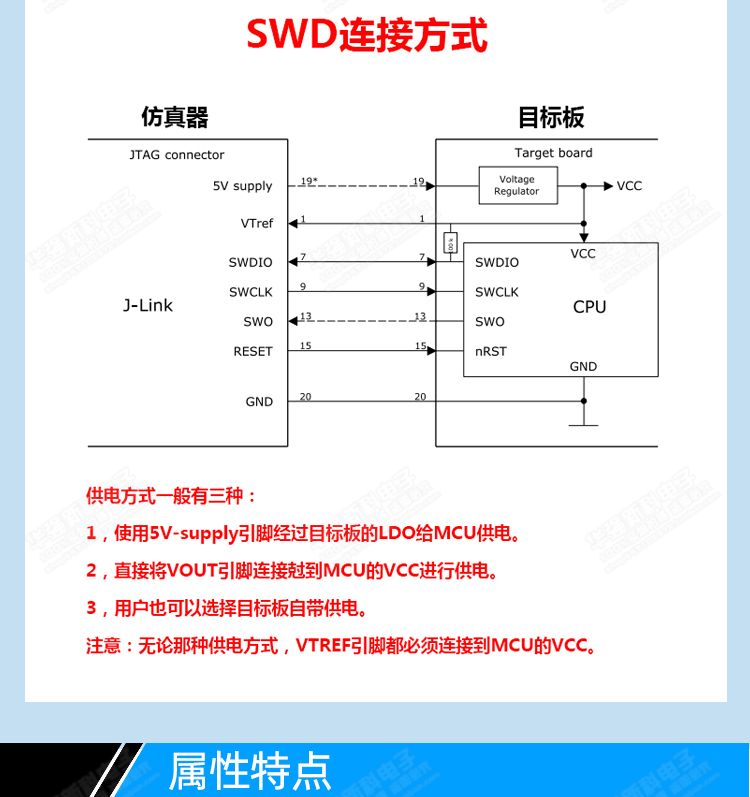 SWD连接方式
仿真器
目标板
JTAG connector
Target board
5V supply
19*
19
Voltage
Regulator
VCC
VTref
1
1
100 k
VCC
SWDIO
7
7
SWDIO
SWCLK
9
9
SWCLK
J-Link
CPU
SWO
13
13
SWO
RESET
15
15
nRST
GND
GND
20
20
供电方式一般有三种：
1，使用5V-supply引脚经过目标板的LDO给MCU供电。
2，直接将VOUT引脚连接到MCU的VCC进行供电。
3，用户也可以选择目标板自带供电。
注意：无论那种供电方式，VTREF引脚都必须连接到MCU的VCC。
属性特点